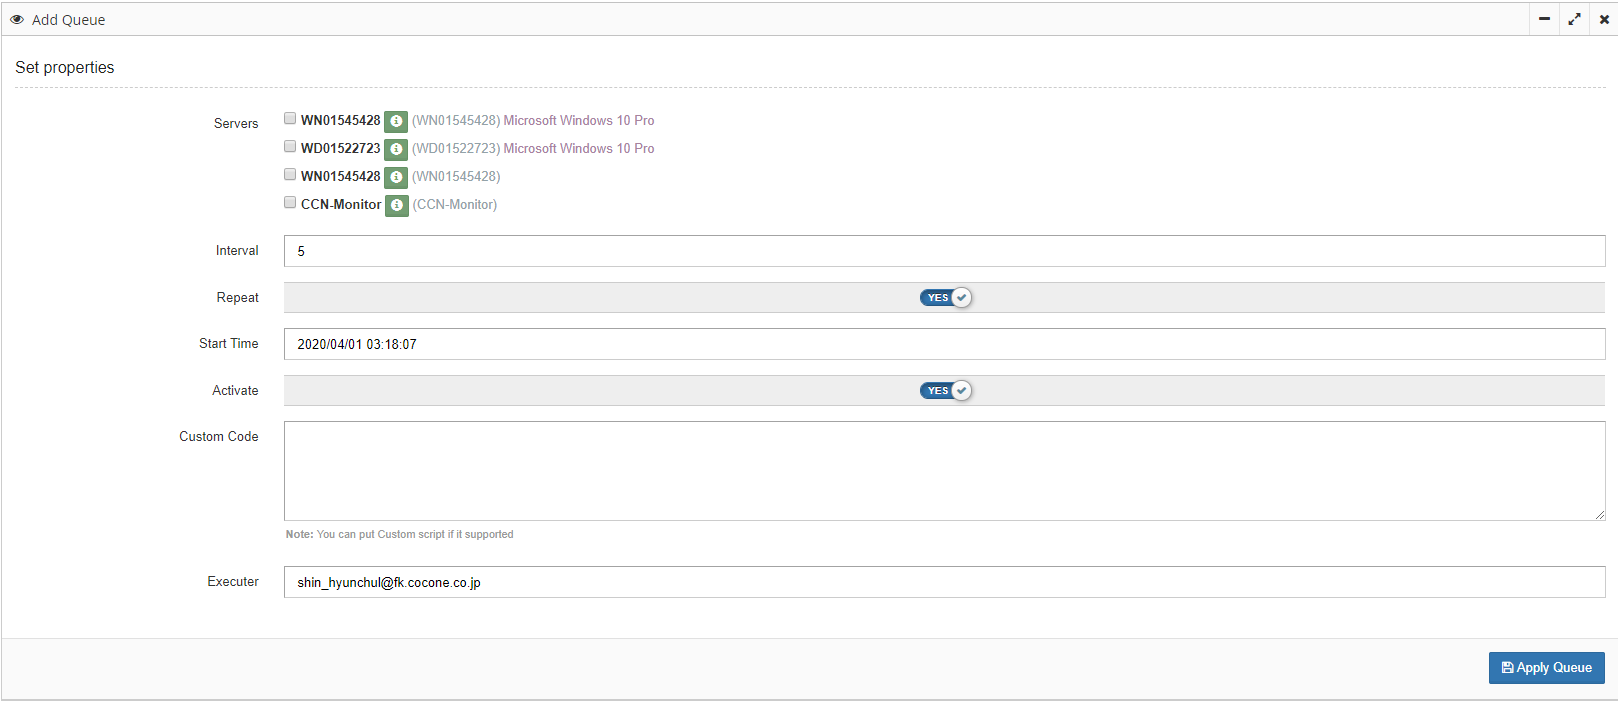 Add Queue
Set properties
Servers
WN01545428 (WN01545428) Microsoft Windows 10 Pro
WD01522723 (WD01522723) Microsoft Windows 10 Pro
WN01545428 (WN01545428)
CCN-Monitor (CCN-Monitor)
Interval 5
Repeat YES
Start Time 2020/04/01 03:18:07
Activate YES
Custom Code
Note: You can put Custom script if it supported
Executer shin_hyunchul@fk.cocone.co.jp
Apply Queue